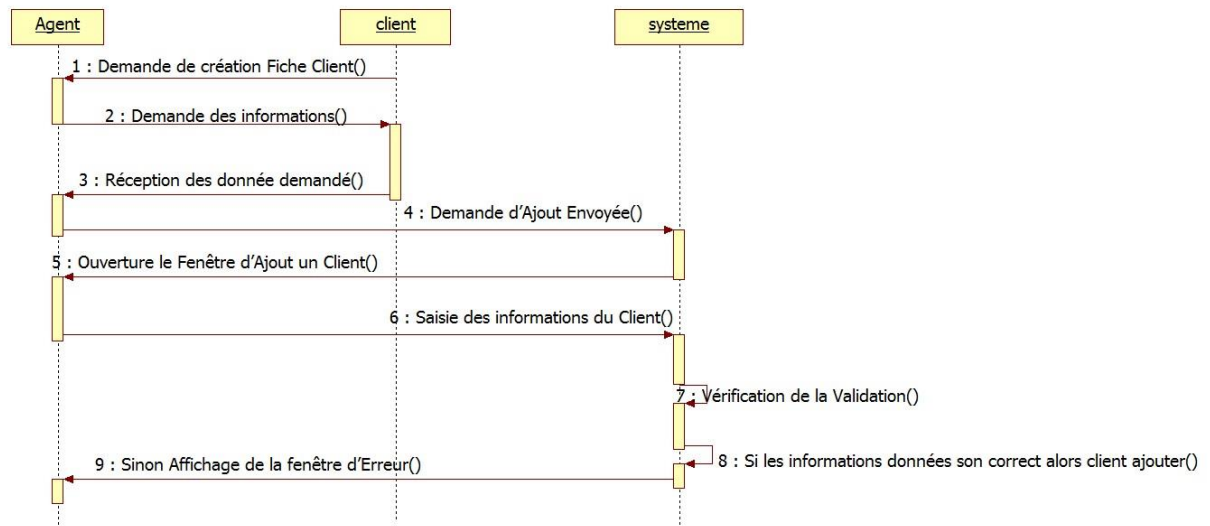 Agent
client
systeme
1 : Demande de création Fiche Client()
2 : Demande des informations()
3 : Réception des donnée demandé()
4 : Demande d'Ajout Envoyée()
5 : Ouverture le Fenêtre d'Ajout un Client()
6 : Saisie des informations du Client()
7 : Vérification de la Validation()
8 : Si les informations données son correct alors client ajouter()
9 : Sinon Affichage de la fenêtre d'Erreur()